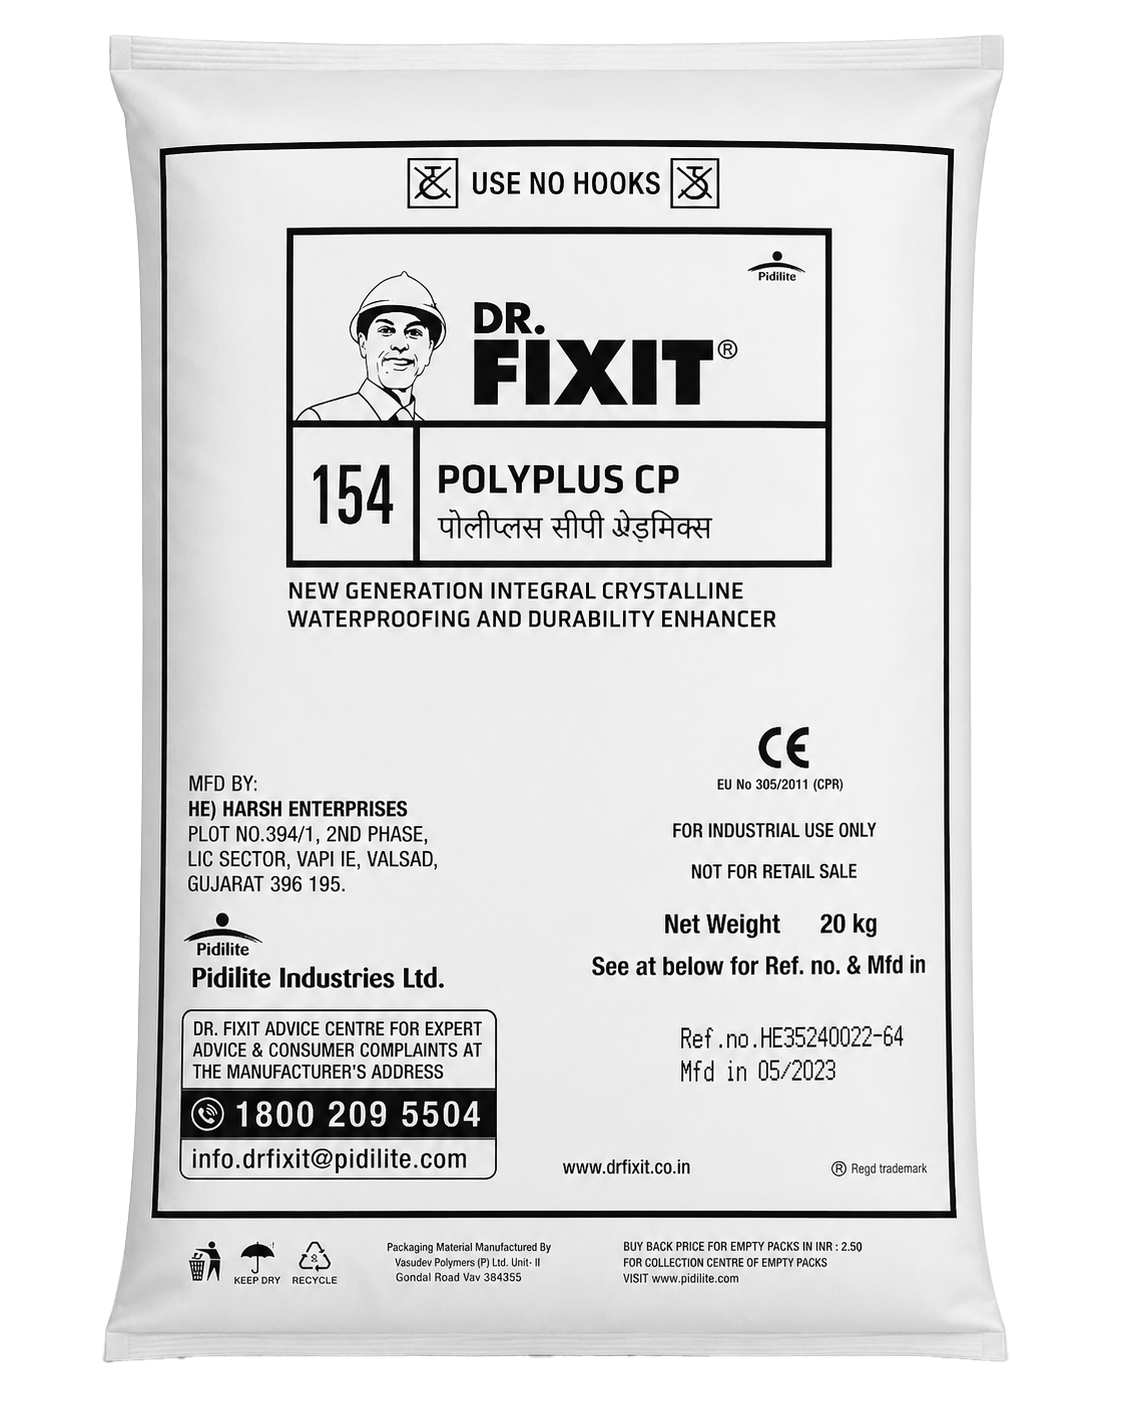 USE NO HOOKS
Pidilite
DR.
FIXIT®
154
POLYPLUS CP
पोलीप्लस सीपी ऐडमिक्स
NEW GENERATION INTEGRAL CRYSTALLINE
WATERPROOFING AND DURABILITY ENHANCER
CE
EU No 305/2011 (CPR)
FOR INDUSTRIAL USE ONLY
NOT FOR RETAIL SALE
Net Weight 20 kg
See at below for Ref. no. & Mfd in
Ref.no.HE35240022-64
Mfd in 05/2023
MFD BY:
HE) HARSH ENTERPRISES
PLOT NO.394/1, 2ND PHASE,
LIC SECTOR, VAPI IE, VALSAD,
GUJARAT 396 195.
Pidilite
Pidilite Industries Ltd.
DR. FIXIT ADVICE CENTRE FOR EXPERT
ADVICE & CONSUMER COMPLAINTS AT
THE MANUFACTURER'S ADDRESS
1800 209 5504
info.drfixit@pidilite.com
www.drfixit.co.in
® Regd trademark
KEEP DRY
RECYCLE
Packaging Material Manufactured By
Vasudev Polymers (P) Ltd. Unit- II
Gondal Road Vav 384355
BUY BACK PRICE FOR EMPTY PACKS IN INR : 2.50
FOR COLLECTION CENTRE OF EMPTY PACKS
VISIT www.pidilite.com